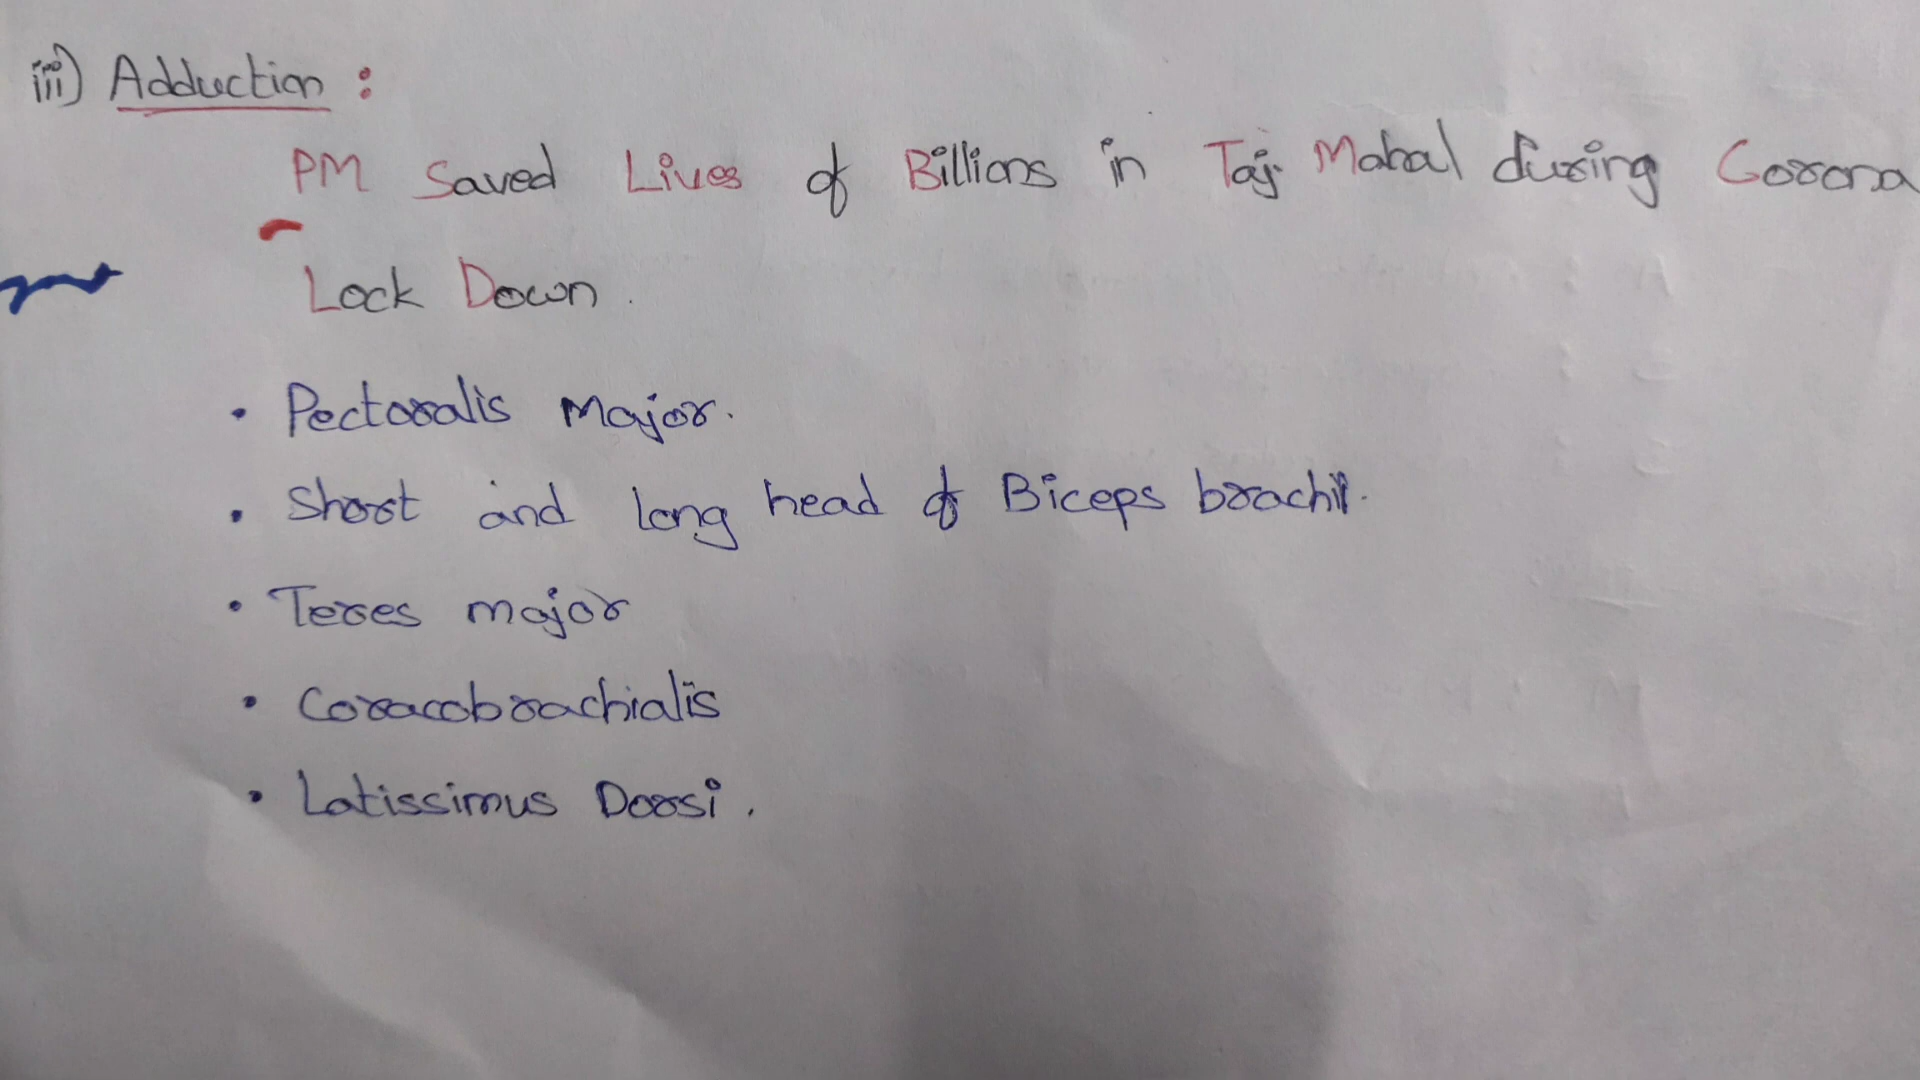 iii) Adduction :
PM Saved Lives of Billions in Taj Mahal during Corona
Lock Down.
• Pectoralis Major.
• Short and long head of Biceps brachii.
• Teres major
• Coracobrachialis
• Latissimus Dorsi.